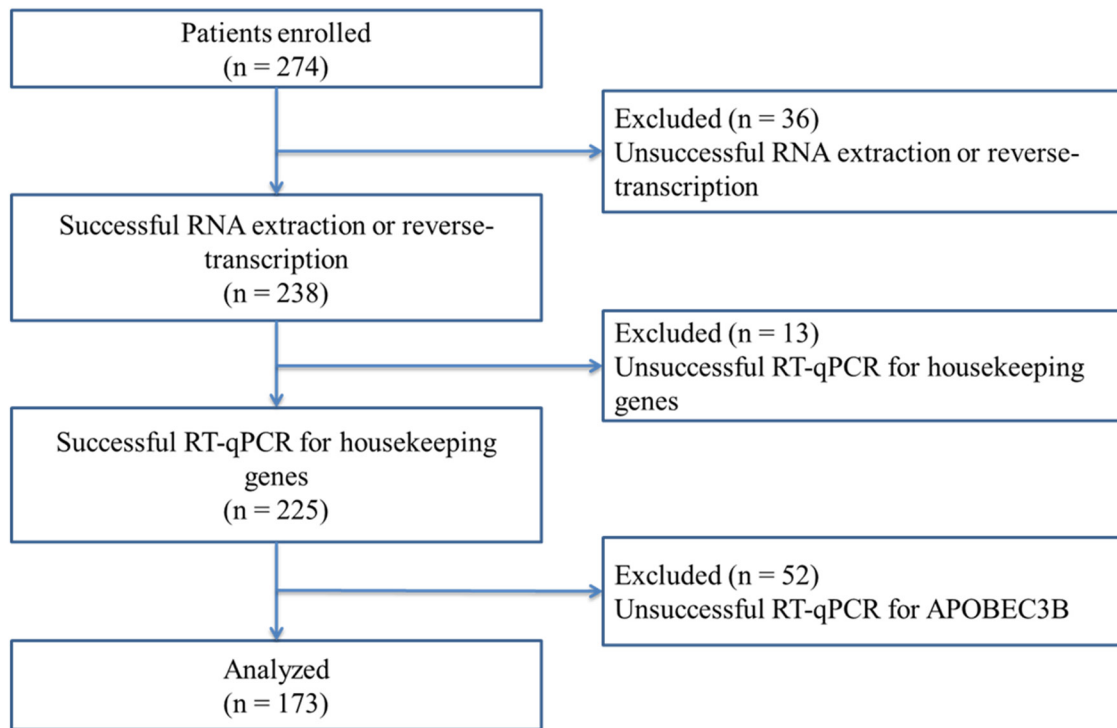 Patients enrolled
(n = 274)
Excluded (n = 36)
Unsuccessful RNA extraction or reverse-
transcription
Successful RNA extraction or reverse-
transcription
(n = 238)
Excluded (n = 13)
Unsuccessful RT-qPCR for housekeeping
genes
Successful RT-qPCR for housekeeping
genes
(n = 225)
Excluded (n = 52)
Unsuccessful RT-qPCR for APOBEC3B
Analyzed
(n = 173)